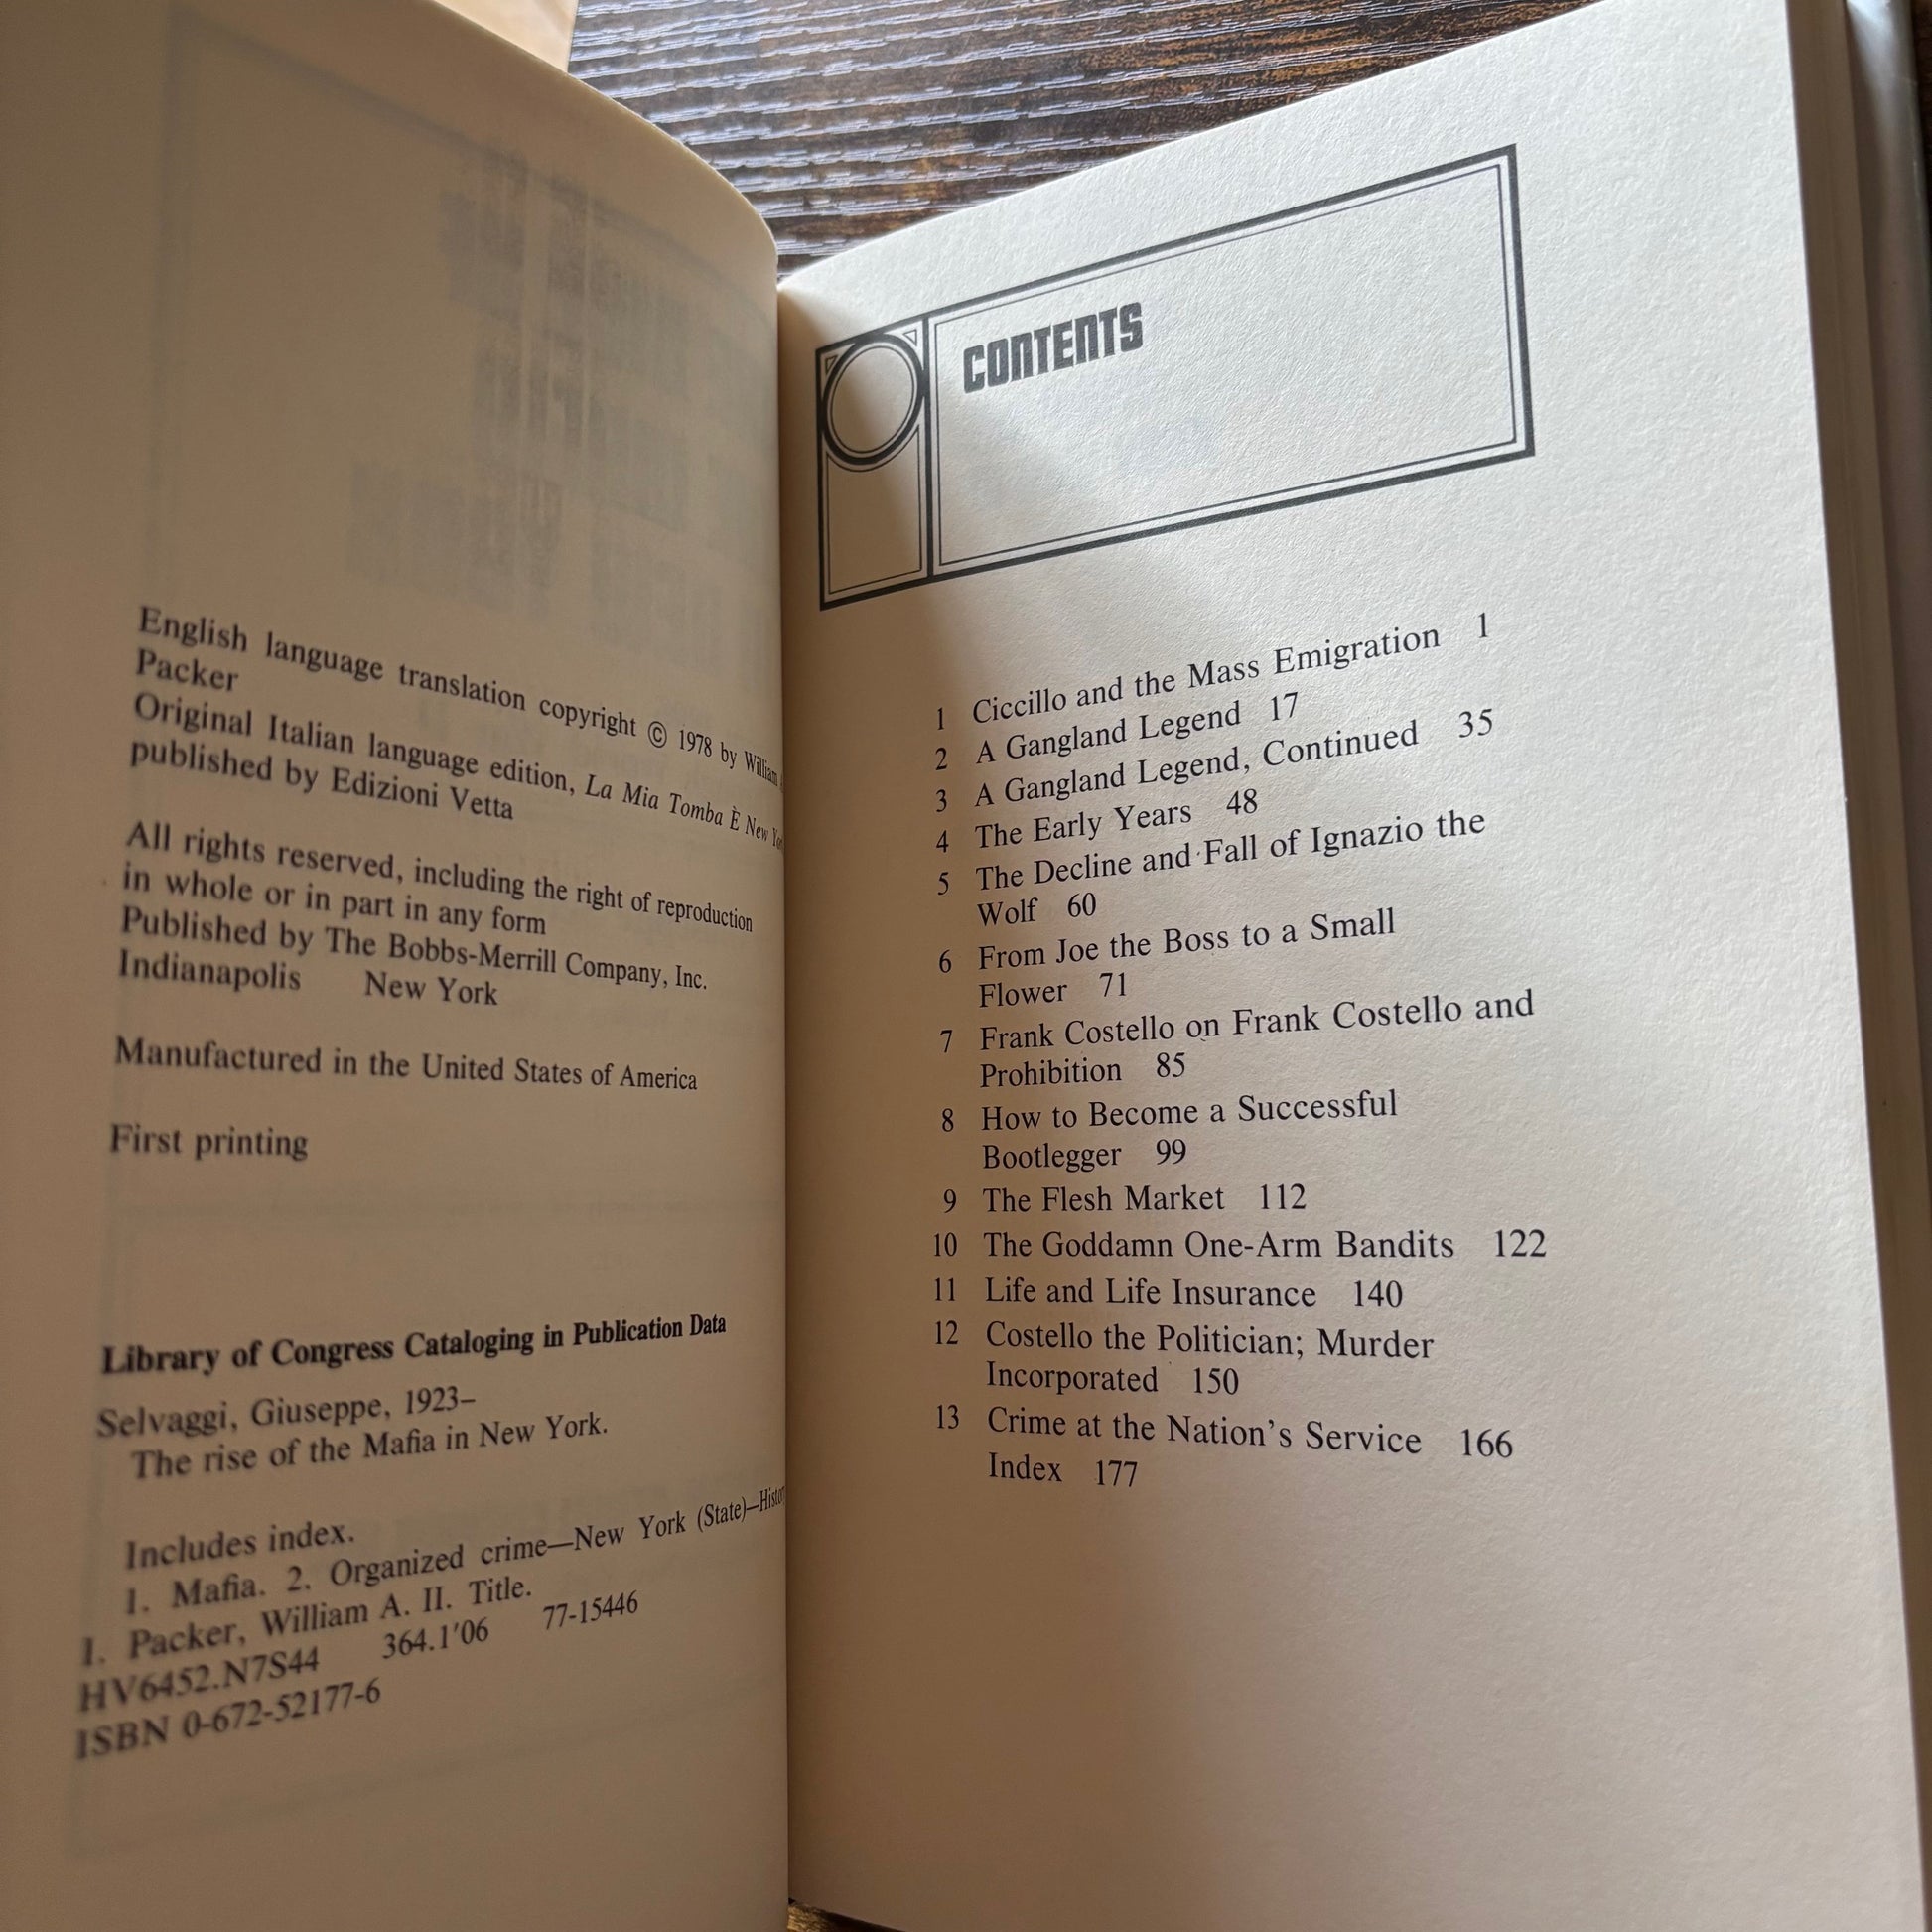 English language translation copyright © 1978 by William
Packer
Original Italian language edition, La Mia Tomba È New
published by Edizioni Vetta
All rights reserved, including the right of reproduction
in whole or in part in any form
Published by The Bobbs-Merrill Company, Inc.
Indianapolis New York
Manufactured in the United States of America
First printing
Library of Congress Cataloging in Publication Data
Selvaggi, Giuseppe, 1923–
The rise of the Mafia in New York.
Includes index.
1. Mafia. 2. Organized crime—New York (State)—
I. Packer, William A. II. Title.
HV6452.N7S44 364.1'06 77-15446
ISBN 0-672-52177-6
CONTENTS
1 Ciccillo and the Mass Emigration 1
2 A Gangland Legend 17
3 A Gangland Legend, Continued 35
4 The Early Years 48
5 The Decline and Fall of Ignazio the
Wolf 60
6 From Joe the Boss to a Small
Flower 71
7 Frank Costello on Frank Costello and
Prohibition 85
8 How to Become a Successful
Bootlegger 99
9 The Flesh Market 112
10 The Goddamn One-Arm Bandits 122
11 Life and Life Insurance 140
12 Costello the Politician; Murder
Incorporated 150
13 Crime at the Nation's Service 166
Index 177